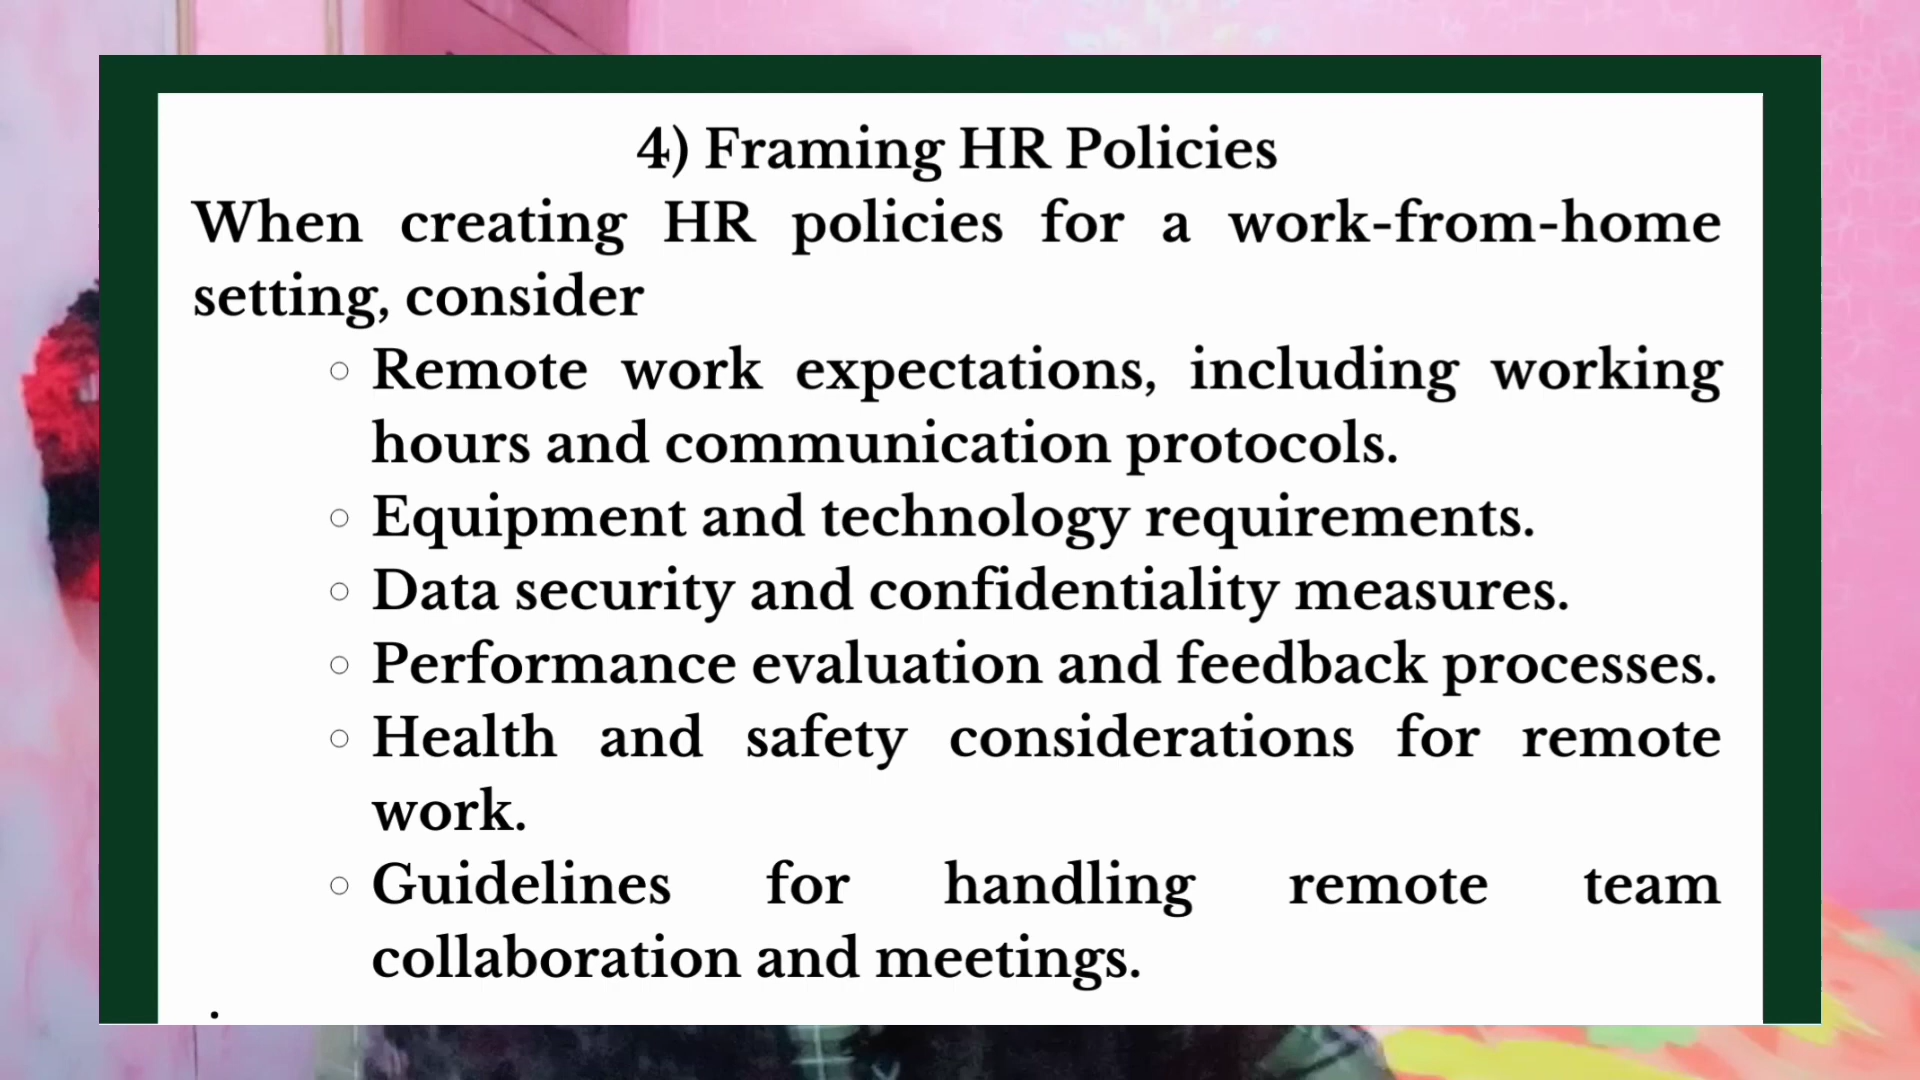 4) Framing HR Policies
When creating HR policies for a work-from-home
setting, consider
Remote work expectations, including working
hours and communication protocols.
Equipment and technology requirements.
Data security and confidentiality measures.
Performance evaluation and feedback processes.
Health and safety considerations for remote
work.
Guidelines for handling remote team
collaboration and meetings.
.